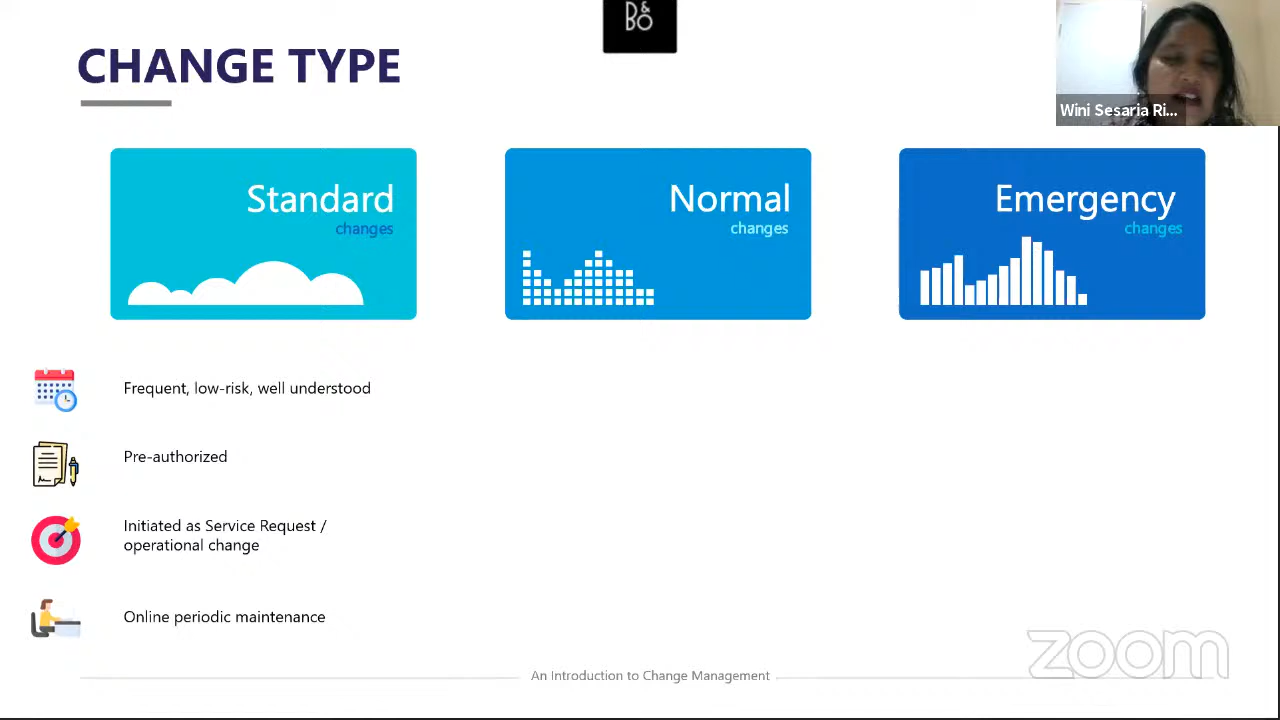 D&BO
CHANGE TYPE
Wini Sesaria Ri...
Standard
changes
Normal
changes
Emergency
changes
Frequent, low-risk, well understood
Pre-authorized
Initiated as Service Request /
operational change
Online periodic maintenance
An Introduction to Change Management
zoom